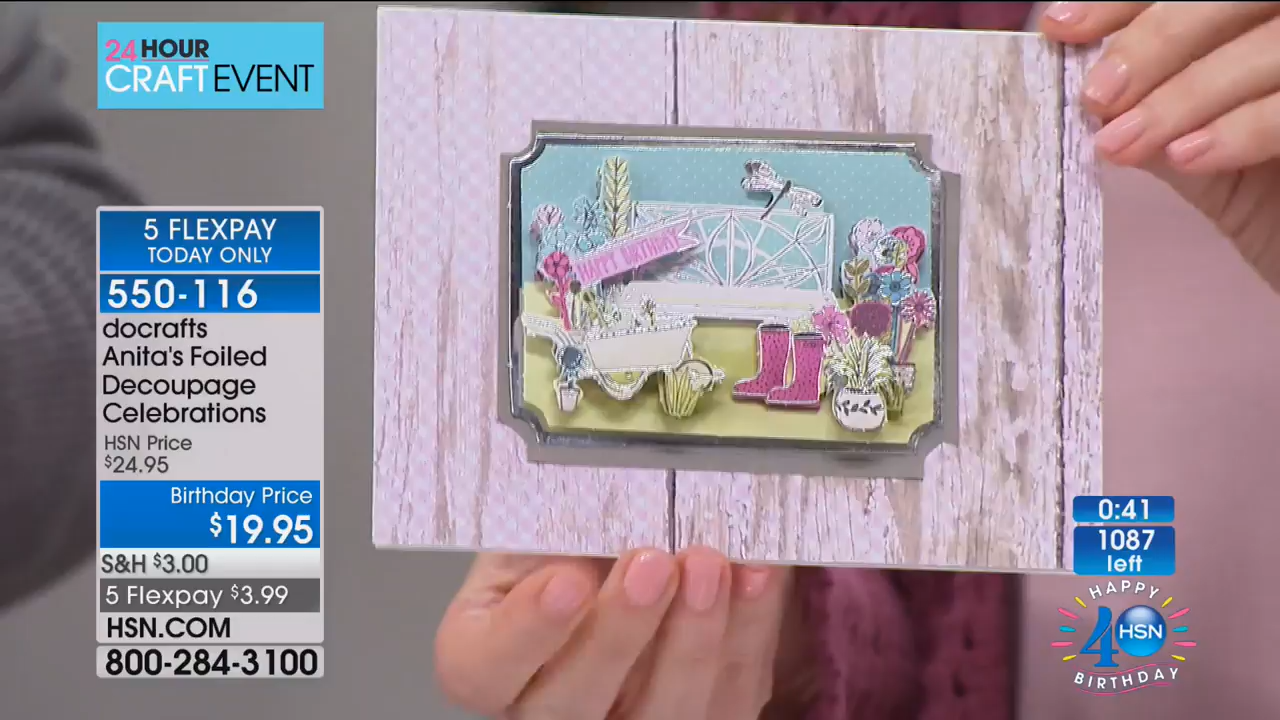 24 HOUR
CRAFT EVENT
5 FLEXPAY
TODAY ONLY
550-116
docrafts
Anita's Foiled
Decoupage
Celebrations
HSN Price
$24.95
Birthday Price
$19.95
S&H $3.00
5 Flexpay $3.99
HSN.COM
800-284-3100
HAPPY BIRTHDAY
0:41
1087
left
HAPPY
40 HSN
BIRTHDAY